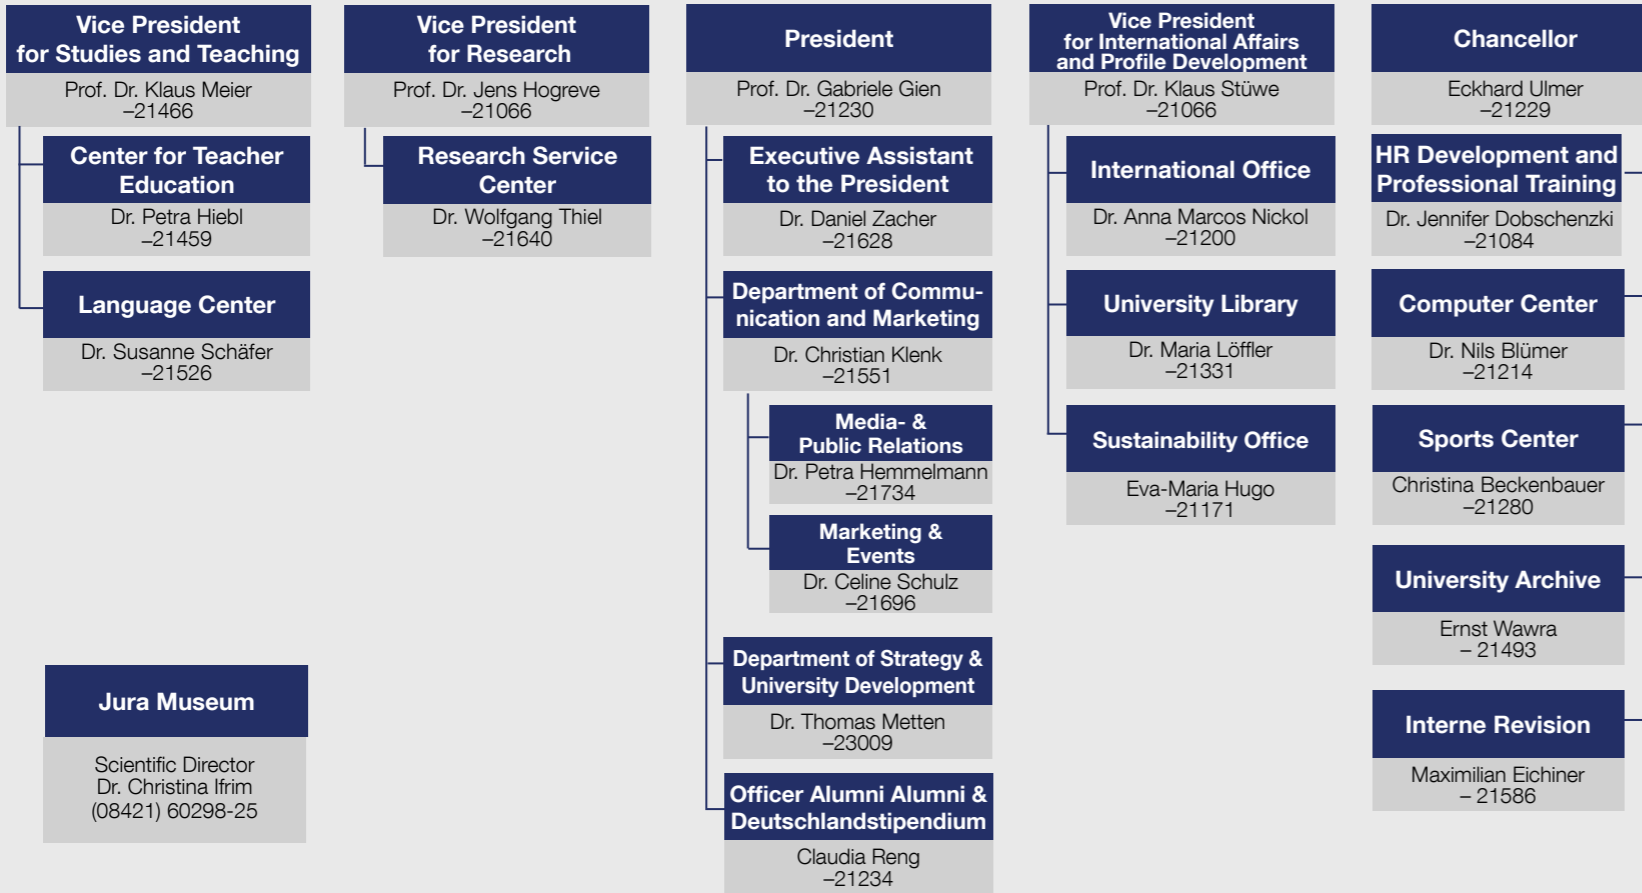 Vice President
for Studies and Teaching
Prof. Dr. Klaus Meier
–21466
Center for Teacher
Education
Dr. Petra Hiebl
–21459
Language Center
Dr. Susanne Schäfer
–21526
Jura Museum
Scientific Director
Dr. Christina Ifrim
(08421) 60298-25
Vice President
for Research
Prof. Dr. Jens Hogreve
–21066
Research Service
Center
Dr. Wolfgang Thiel
–21640
President
Prof. Dr. Gabriele Gien
–21230
Executive Assistant
to the President
Dr. Daniel Zacher
–21628
Department of Commu-
nication and Marketing
Dr. Christian Klenk
–21551
Media- &
Public Relations
Dr. Petra Hemmelmann
–21734
Marketing &
Events
Dr. Celine Schulz
–21696
Department of Strategy &
University Development
Dr. Thomas Metten
–23009
Officer Alumni Alumni &
Deutschlandstipendium
Claudia Reng
–21234
Vice President
for International Affairs
and Profile Development
Prof. Dr. Klaus Stüwe
–21066
International Office
Dr. Anna Marcos Nickol
–21200
University Library
Dr. Maria Löffler
–21331
Sustainability Office
Eva-Maria Hugo
–21171
Chancellor
Eckhard Ulmer
–21229
HR Development and
Professional Training
Dr. Jennifer Dobschenzki
–21084
Computer Center
Dr. Nils Blümer
–21214
Sports Center
Christina Beckenbauer
–21280
University Archive
Ernst Wawra
– 21493
Interne Revision
Maximilian Eichiner
– 21586